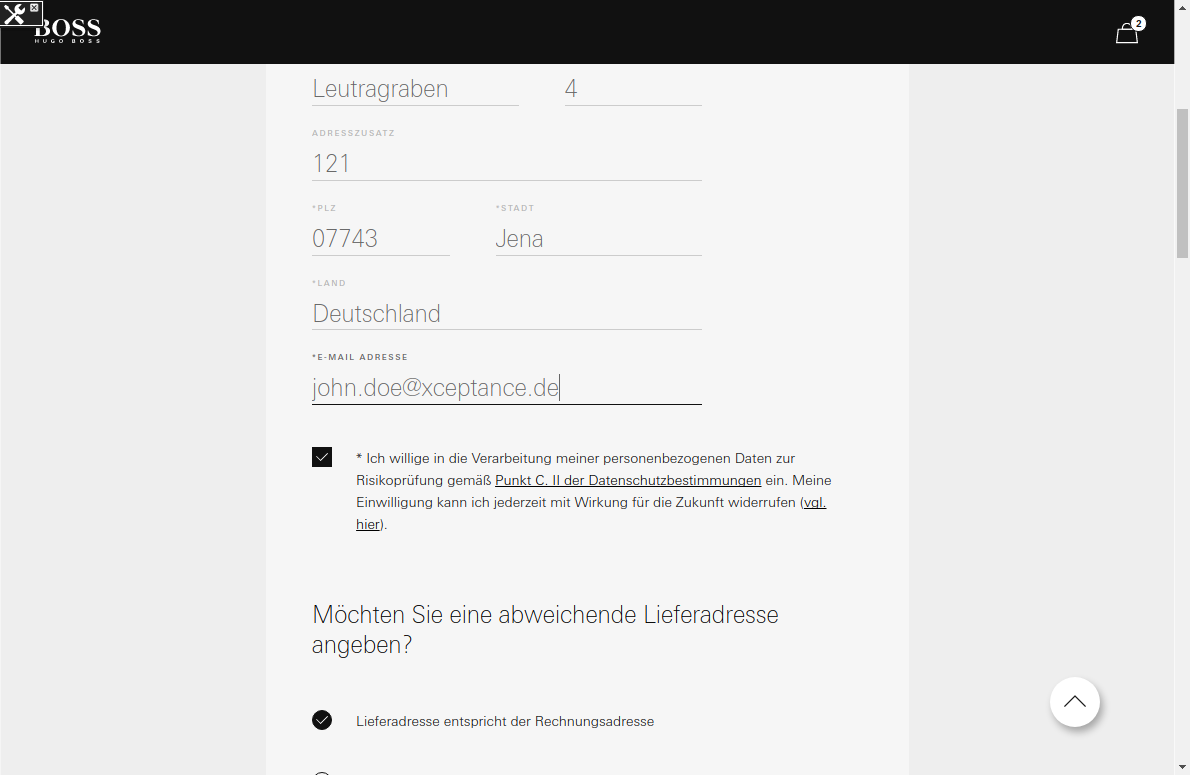 BOSS
HUGO BOSS
2
Leutragraben 4
ADRESSZUSATZ
121
*PLZ *STADT
07743 Jena
*LAND
Deutschland
*E-MAIL ADRESSE
john.doe@xceptance.de
* Ich willige in die Verarbeitung meiner personenbezogenen Daten zur
Risikoprüfung gemäß Punkt C. II der Datenschutzbestimmungen ein. Meine
Einwilligung kann ich jederzeit mit Wirkung für die Zukunft widerrufen (vgl.
hier).
Möchten Sie eine abweichende Lieferadresse
angeben?
Lieferadresse entspricht der Rechnungsadresse